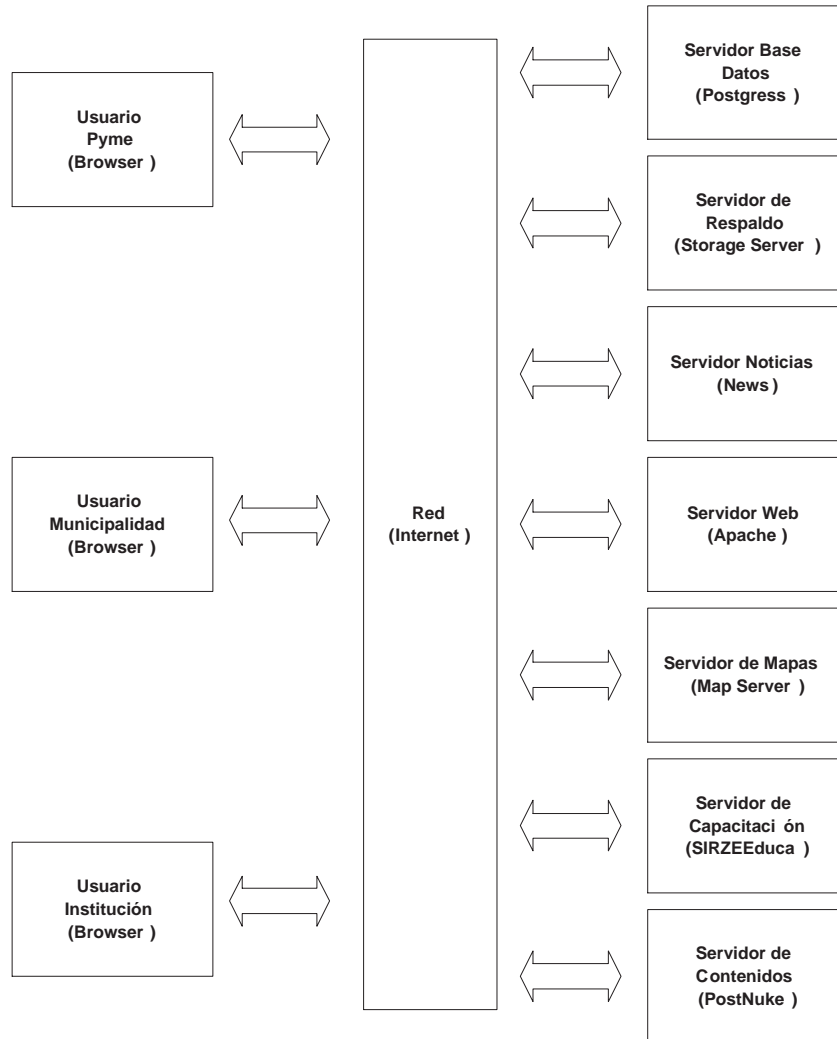 Usuario
Pyme
(Browser )
Usuario
Municipalidad
(Browser )
Usuario
Institución
(Browser )
Red
(Internet )
Servidor Base
Datos
(Postgress )
Servidor de
Respaldo
(Storage Server )
Servidor Noticias
(News )
Servidor Web
(Apache )
Servidor de Mapas
(Map Server )
Servidor de
Capacitaci ón
(SIRZEEduca )
Servidor de
Contenidos
(PostNuke )